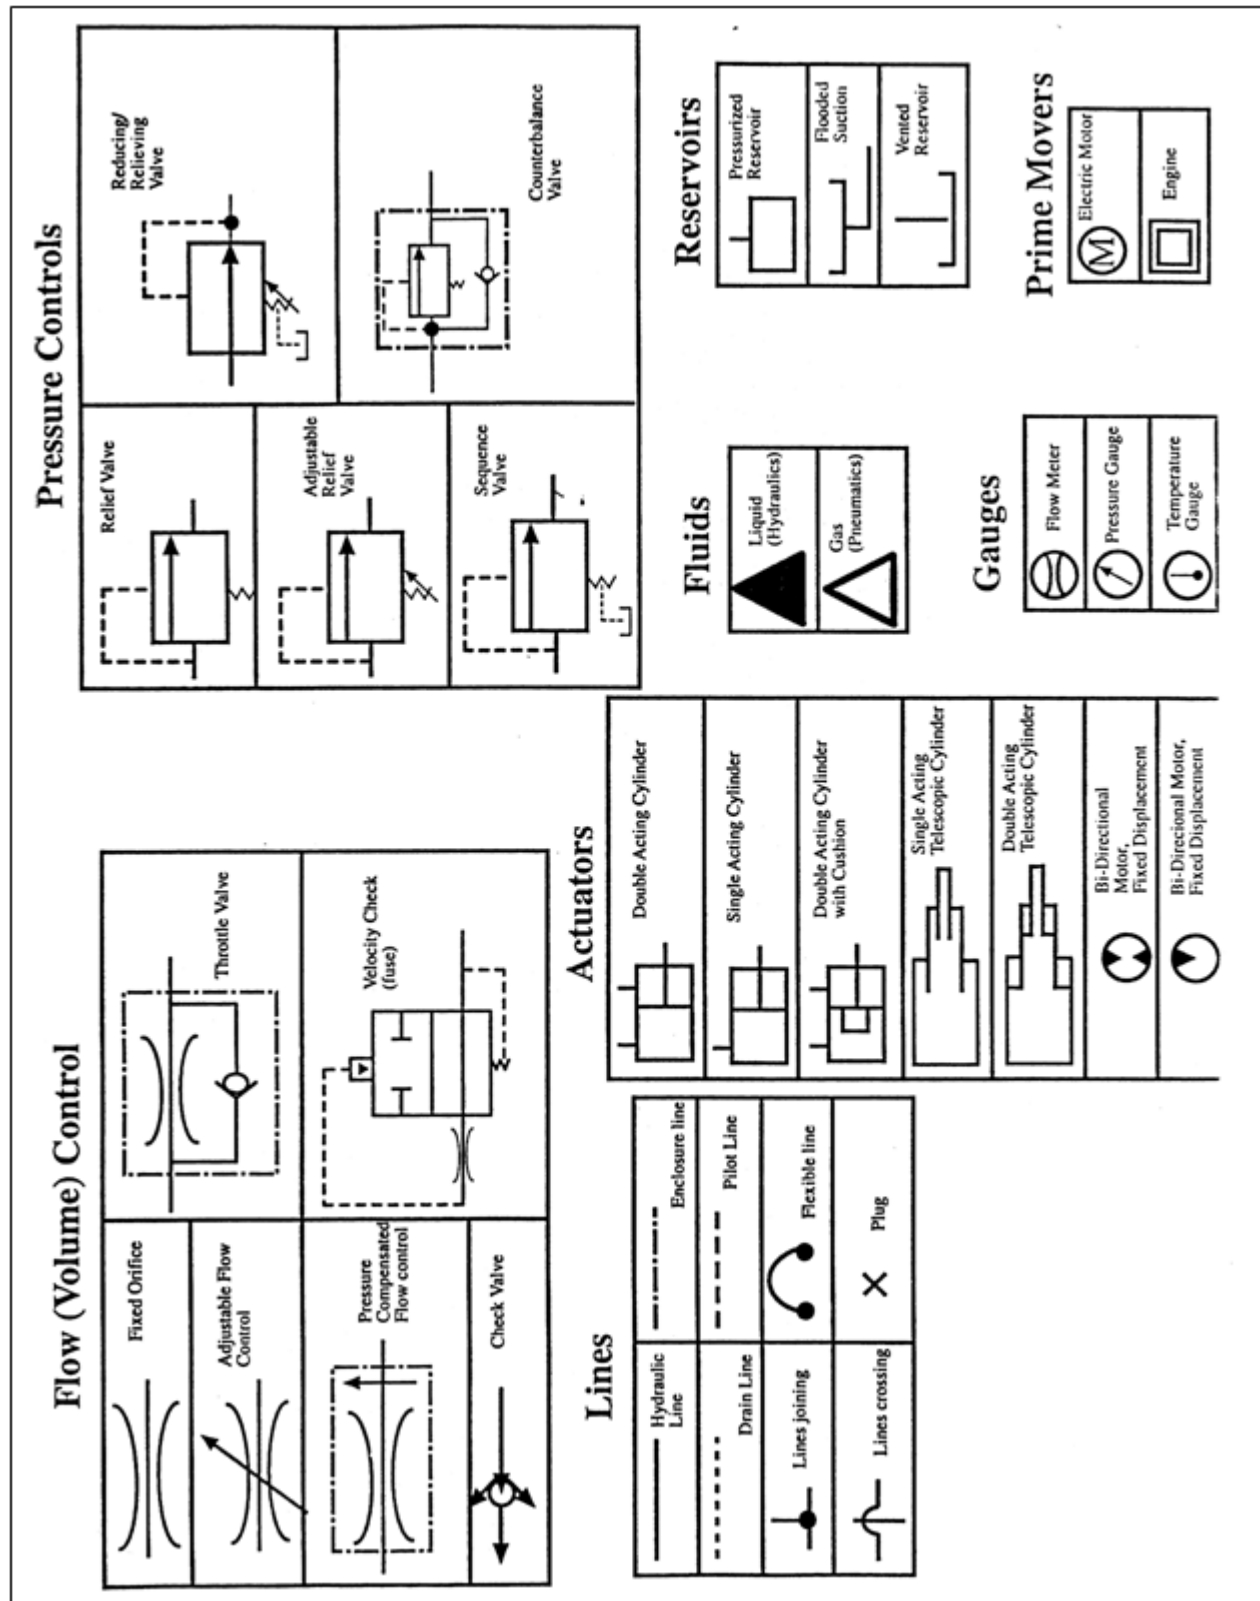 Flow (Volume) Control
Fixed Orifice
Adjustable Flow
Control
Pressure
Compensated
Flow control
Check Valve
Throttle Valve
Velocity Check
(fuse)
Pressure Controls
Relief Valve
Adjustable
Relief
Valve
Sequence
Valve
Reducing/
Relieving
Valve
Counterbalance
Valve
Lines
Hydraulic
Line
Enclosure line
Drain Line
Pilot Line
Lines joining
Flexible line
Lines crossing
Plug
Actuators
Double Acting Cylinder
Single Acting Cylinder
Double Acting Cylinder
with Cushion
Single Acting
Telescopic Cylinder
Double Acting
Telescopic Cylinder
Bi-Directional
Motor,
Fixed Displacement
Bi-Direcional Motor,
Fixed Displacement
Fluids
Liquid
(Hydraulics)
Gas
(Pneumatics)
Reservoirs
Pressurized
Reservoir
Flooded
Suction
Vented
Reservoir
Gauges
Flow Meter
Pressure Gauge
Temperature
Gauge
Prime Movers
M
Electric Motor
Engine